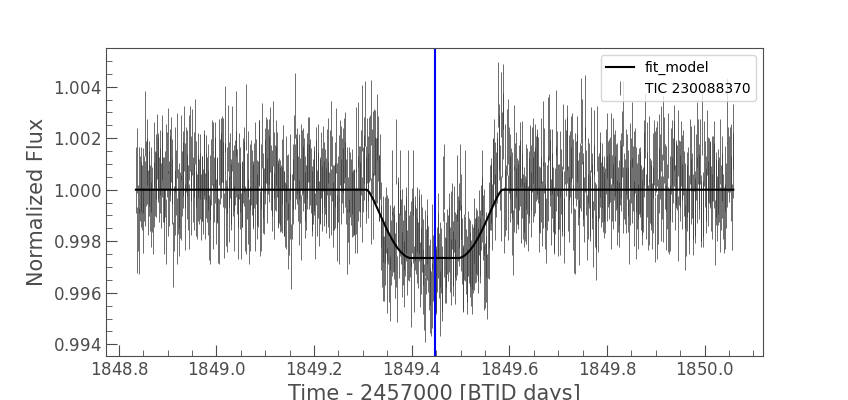 fit_model
TIC 230088370
1.004
1.002
1.000
0.998
0.996
0.994
Normalized Flux
1848.8 1849.0 1849.2 1849.4 1849.6 1849.8 1850.0
Time - 2457000 [BTJD days]